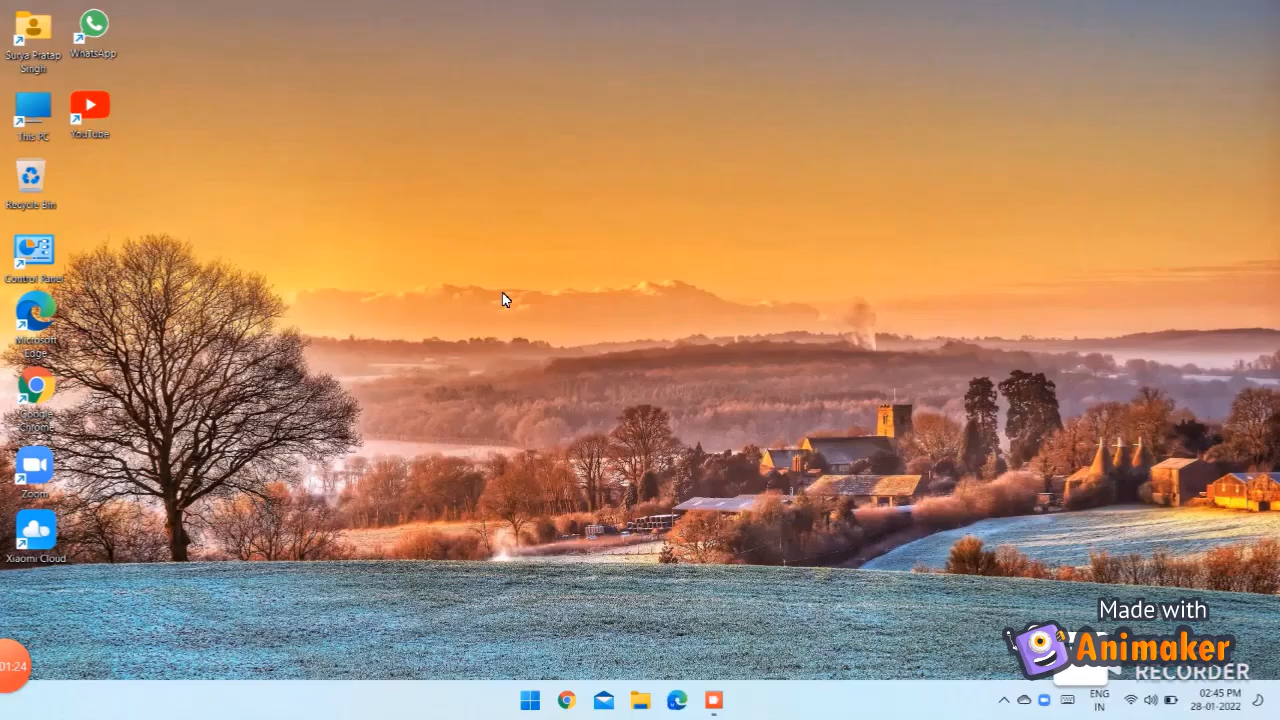 Surya Pratap
Singh
WhatsApp
This PC
YouTube
Recycle Bin
Control Panel
Microsoft
Edge
Google
Chrome
Zoom
Xiaomi Cloud
01:24
Made with
Animaker
RECORDER
ENG
IN
02:45 PM
28-01-2022